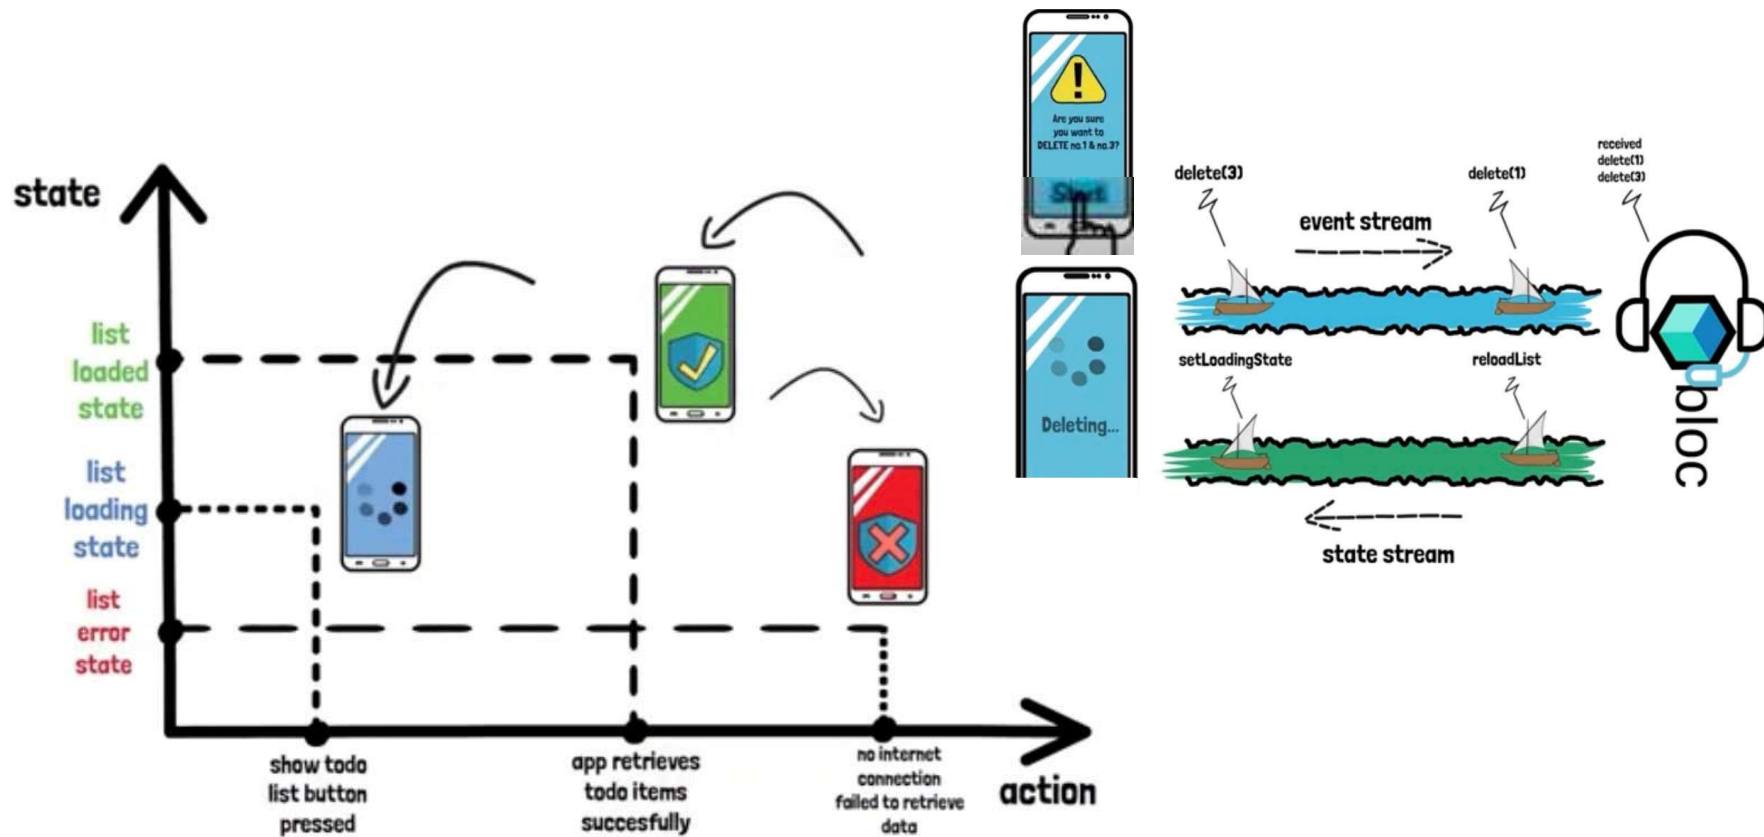 state
list
loaded
state
list
loading
state
list
error
state
show todo
list button
pressed
app retrieves
todo items
succesfully
no internet
connection
failed to retrieve
data
action
Are you sure
you want to
DELETE no.1 & no.3?
Start
Deleting...
delete(3)
delete(1)
received
delete(1)
delete(3)
event stream
setLoadingState
reloadList
state stream
bloc